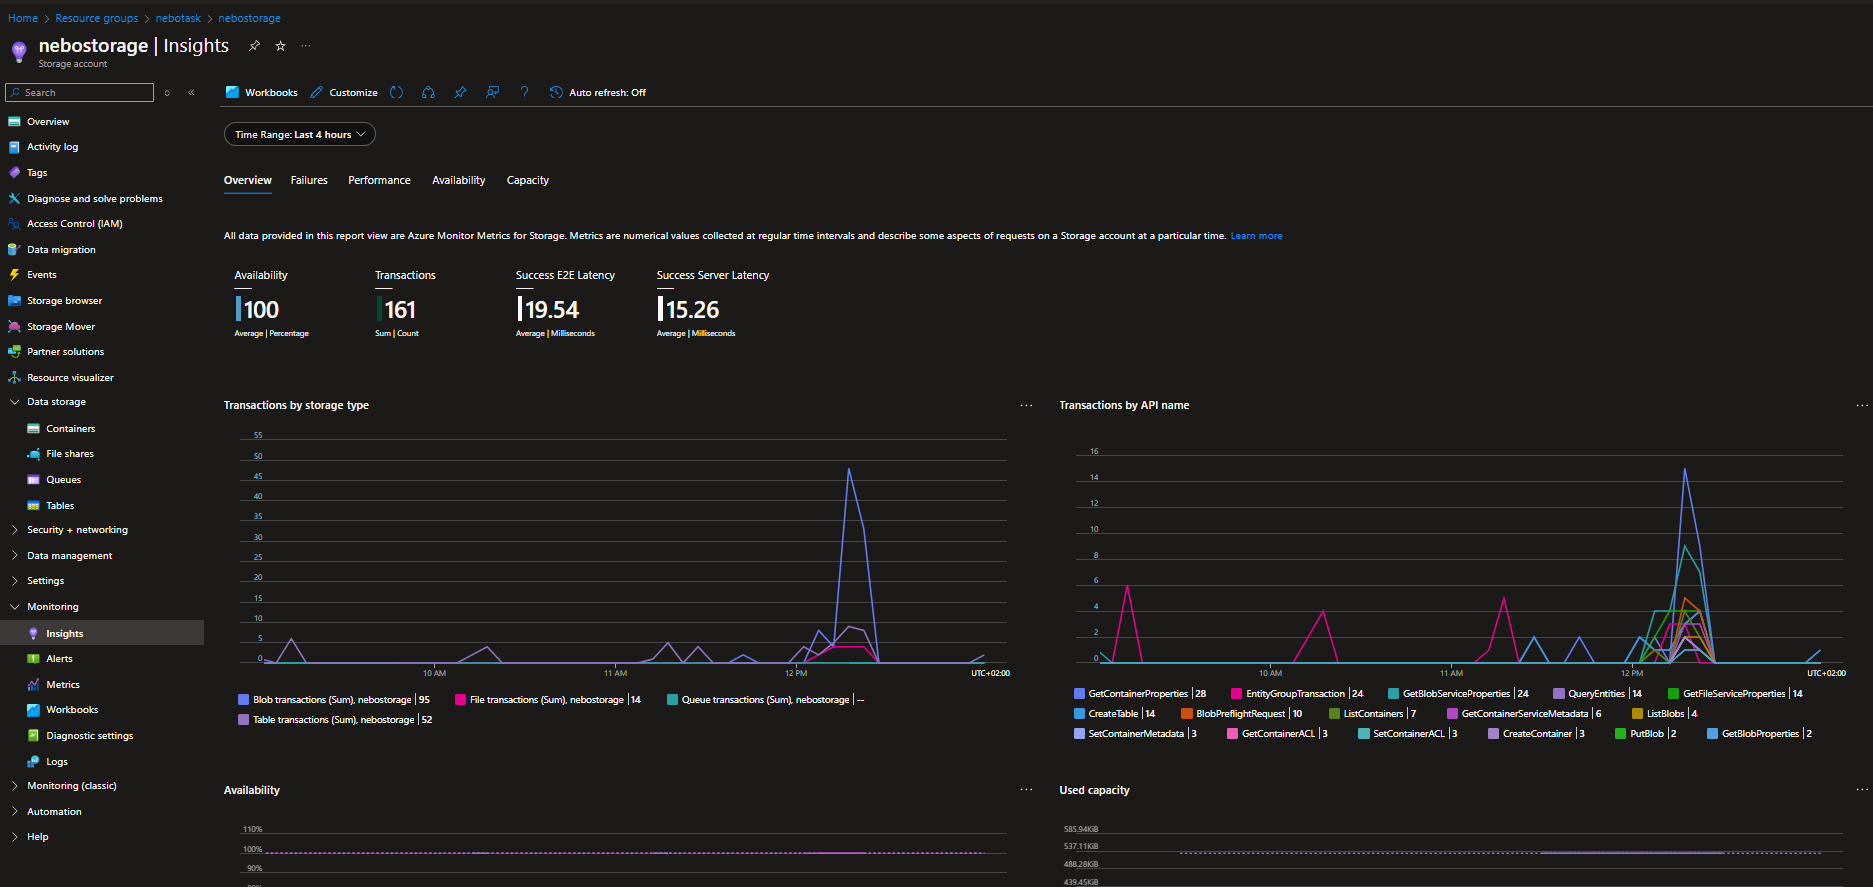 Home > Resource groups > nebotask > nebostorage
nebostorage | Insights
Storage account
Search
Workbooks
Customize
Auto refresh: Off
Overview
Activity log
Tags
Diagnose and solve problems
Access Control (IAM)
Data migration
Events
Storage browser
Storage Mover
Partner solutions
Resource visualizer
Data storage
Containers
File shares
Queues
Tables
Security + networking
Data management
Settings
Monitoring
Insights
Alerts
Metrics
Workbooks
Diagnostic settings
Logs
Monitoring (classic)
Automation
Help
Time Range: Last 4 hours
Overview Failures Performance Availability Capacity
All data provided in this report view are Azure Monitor Metrics for Storage. Metrics are numerical values collected at regular time intervals and describe some aspects of requests on a Storage account at a particular time. Learn more
Availability
100
Average | Percentage
Transactions
161
Sum | Count
Success E2E Latency
19.54
Average | Milliseconds
Success Server Latency
15.26
Average | Milliseconds
Transactions by storage type
55
50
45
40
35
30
25
20
15
10
5
0
10 AM 11 AM 12 PM UTC+02:00
Blob transactions (Sum), nebostorage | 95 File transactions (Sum), nebostorage | 14 Queue transactions (Sum), nebostorage | --
Table transactions (Sum), nebostorage | 52
Transactions by API name
16
14
12
10
8
6
4
2
0
10 AM 11 AM 12 PM UTC+02:00
GetContainerProperties | 28 EntityGroupTransaction | 24 GetBlobServiceProperties | 24 QueryEntities | 14 GetFileServiceProperties | 14
CreateTable | 14 BlobPreflightRequest | 10 ListContainers | 7 GetContainerServiceMetadata | 6 ListBlobs | 4
SetContainerMetadata | 3 GetContainerACL | 3 SetContainerACL | 3 CreateContainer | 3 PutBlob | 2 GetBlobProperties | 2
Availability
110%
100%
90%
Used capacity
585.94KiB
537.11KiB
488.28KiB
439.45KiB